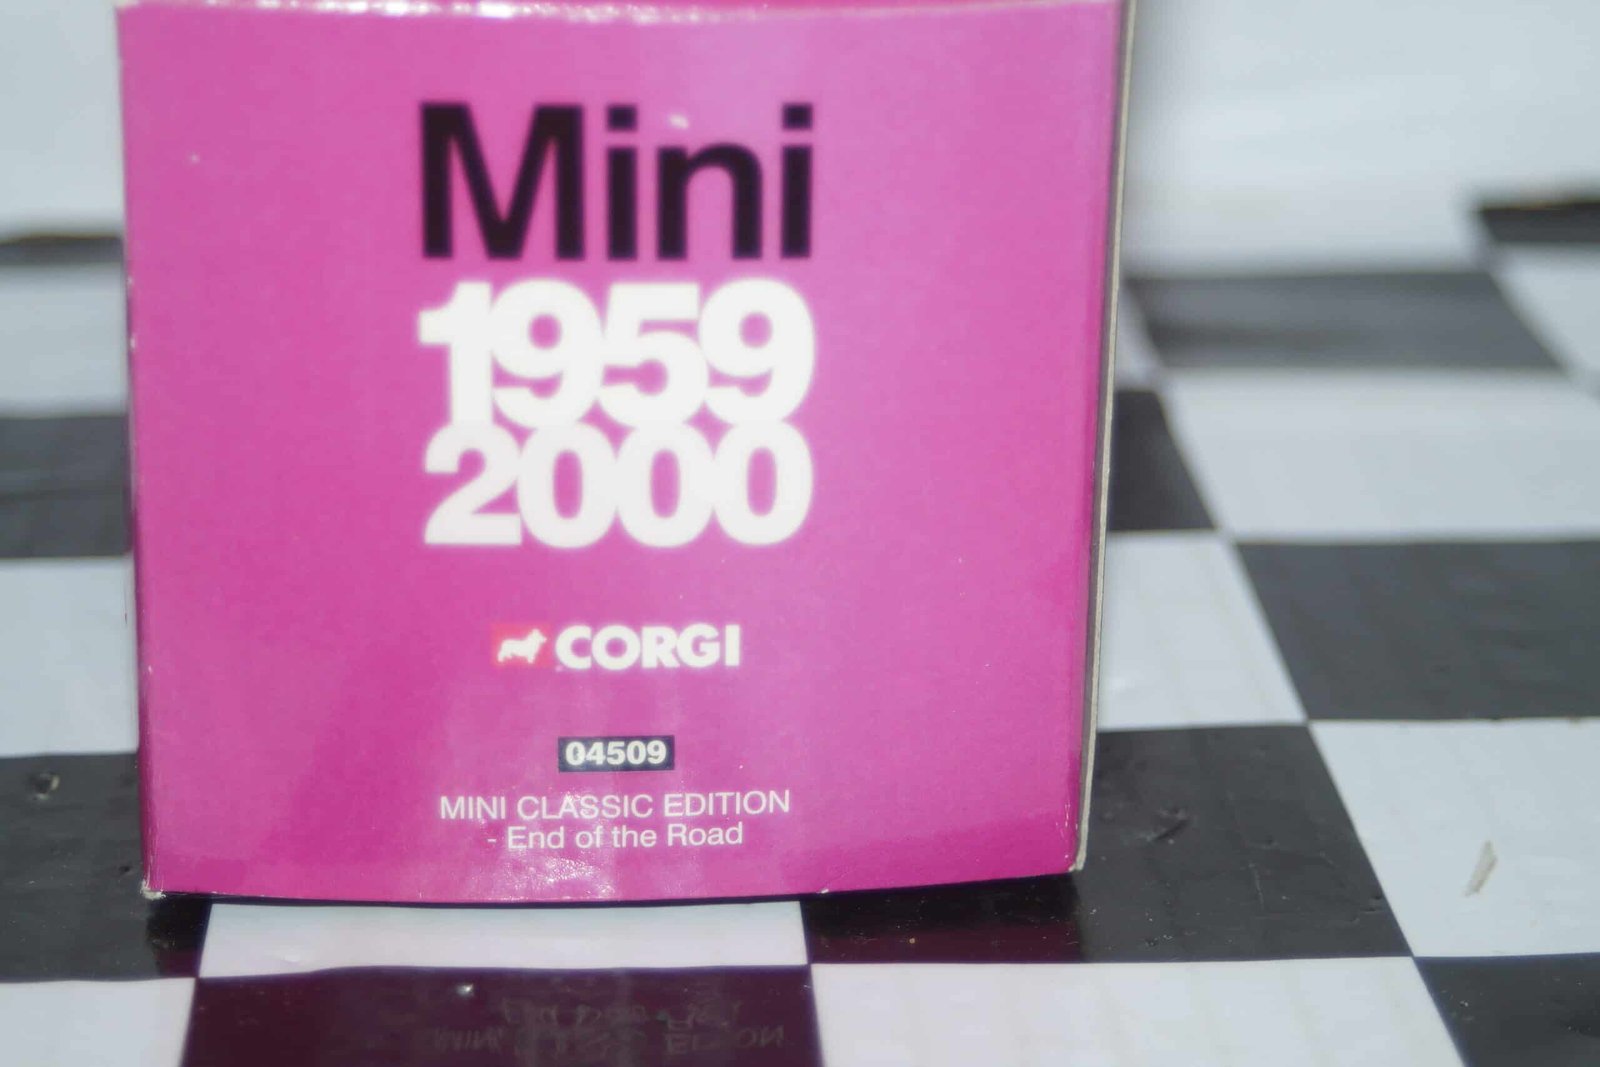 Mini
1959
2000
CORGI
04509
MINI CLASSIC EDITION
- End of the Road